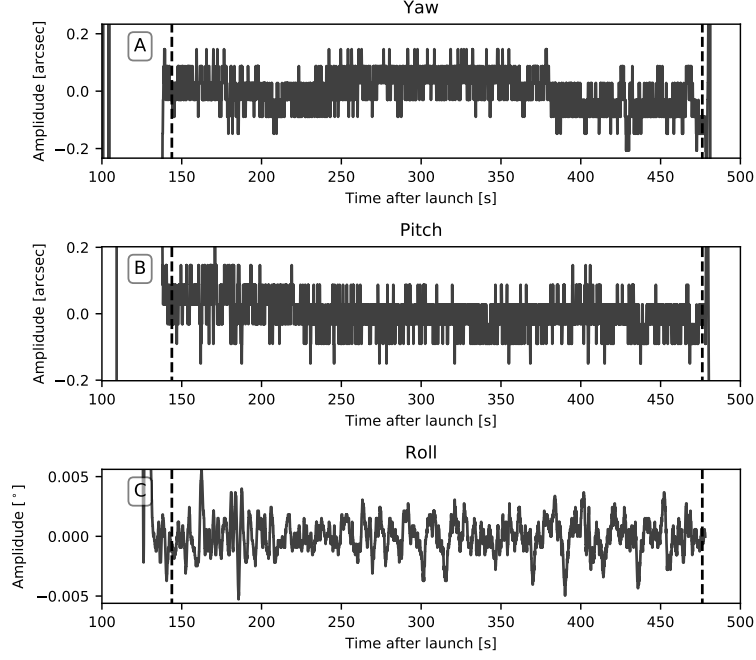 Yaw
A
0.2
0.0
−0.2
Amplidude [arcsec]
100 150 200 250 300 350 400 450 500
Time after launch [s]
Pitch
B
0.2
0.0
−0.2
Amplidude [arcsec]
100 150 200 250 300 350 400 450 500
Time after launch [s]
Roll
C
0.005
0.000
−0.005
Amplidude [°]
100 150 200 250 300 350 400 450 500
Time after launch [s]